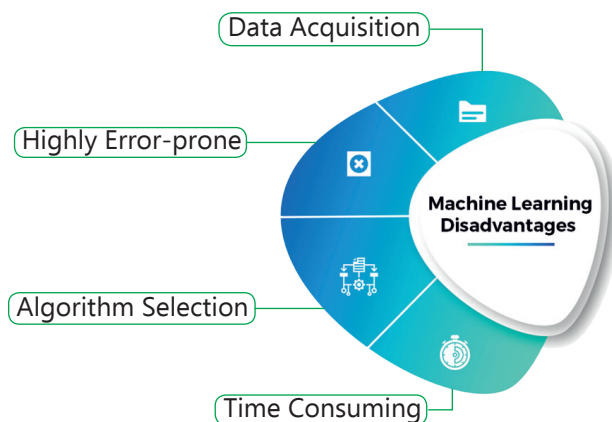 Data Acquisition
Highly Error-prone
Machine Learning
Disadvantages
Algorithm Selection
Time Consuming